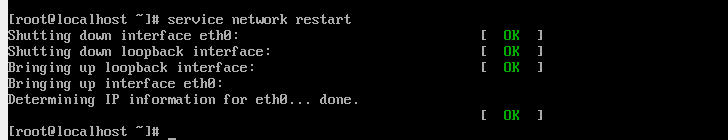 [root@localhost ~]# service network restart
Shutting down interface eth0: [ OK ]
Shutting down loopback interface: [ OK ]
Bringing up loopback interface: [ OK ]
Bringing up interface eth0:
Determining IP information for eth0... done.
[ OK ]
[root@localhost ~]# _